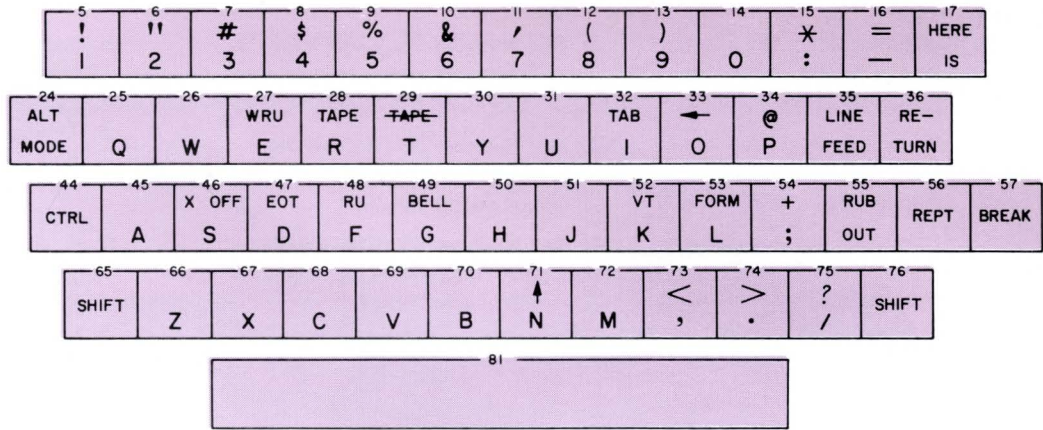 5 6 7 8 9 10 11 12 13 14 15 16 17
! " # $ % & ' ( ) * = HERE
1 2 3 4 5 6 7 8 9 0 : — IS
24 25 26 27 28 29 30 31 32 33 34 35 36
ALT WRU TAPE TAPE TAB ← @ LINE RE—
MODE Q W E R T Y U I O P FEED TURN
44 45 46 47 48 49 50 51 52 53 54 55 56 57
X OFF EOT RU BELL VT FORM + RUB
CTRL A S D F G H J K L ; OUT REPT BREAK
65 66 67 68 69 70 71 72 73 74 75 76
↑ < > ?
SHIFT Z X C V B N M , . / SHIFT
81